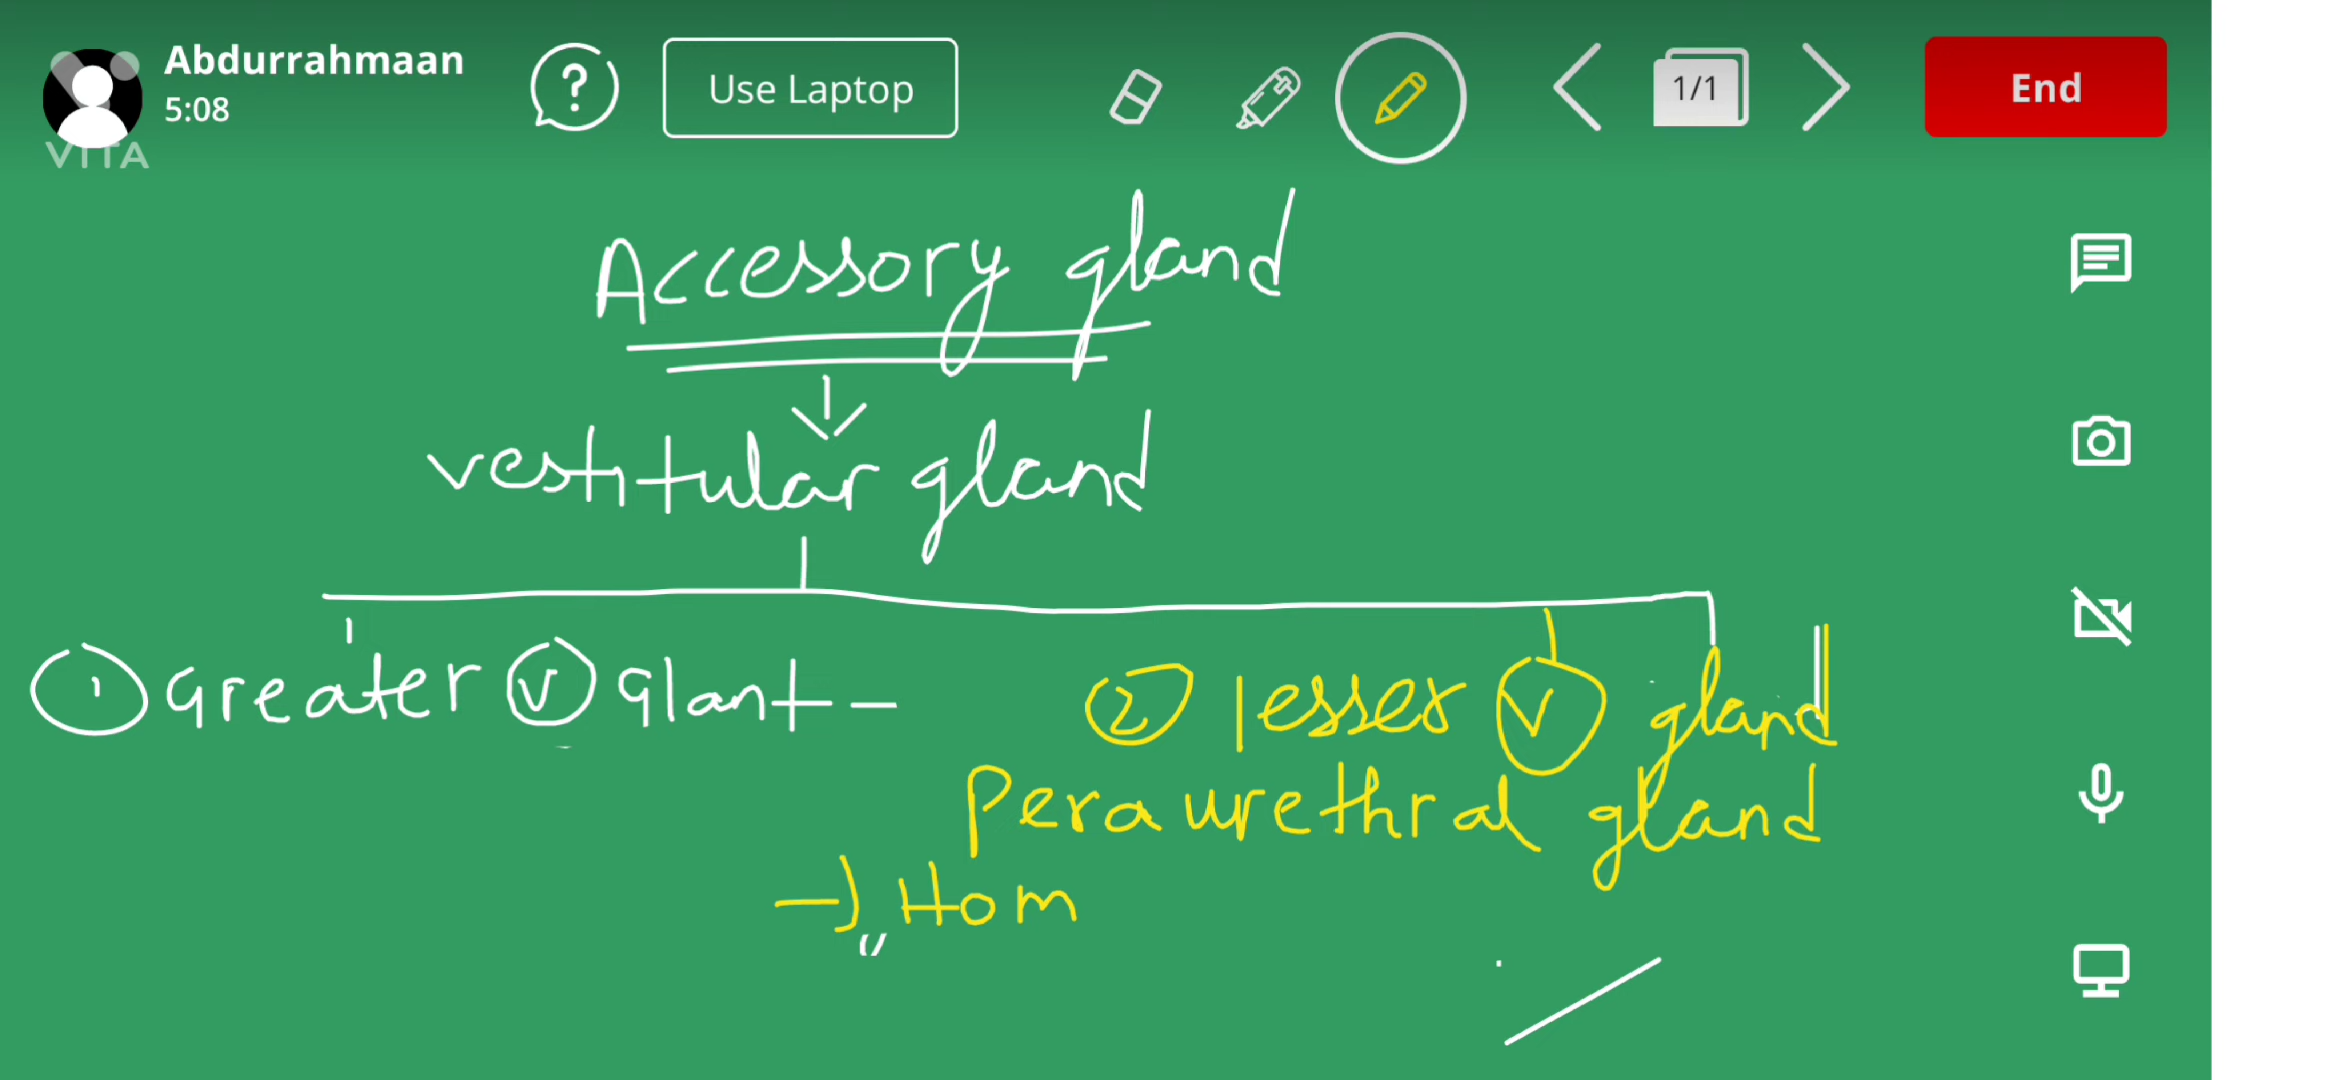 Abdurrahmaan
5:08
VITA
Use Laptop
1/1
End
Accessory gland
vestitular gland
1 Greater V glant -
2 lesser V gland
Peraurethral gland
Hom